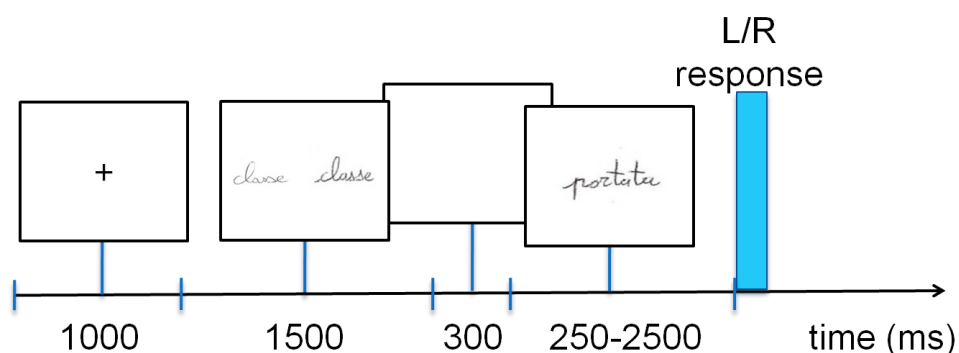 L/R
response
+
classe classe
portata
1000 1500 300 250-2500 time (ms)